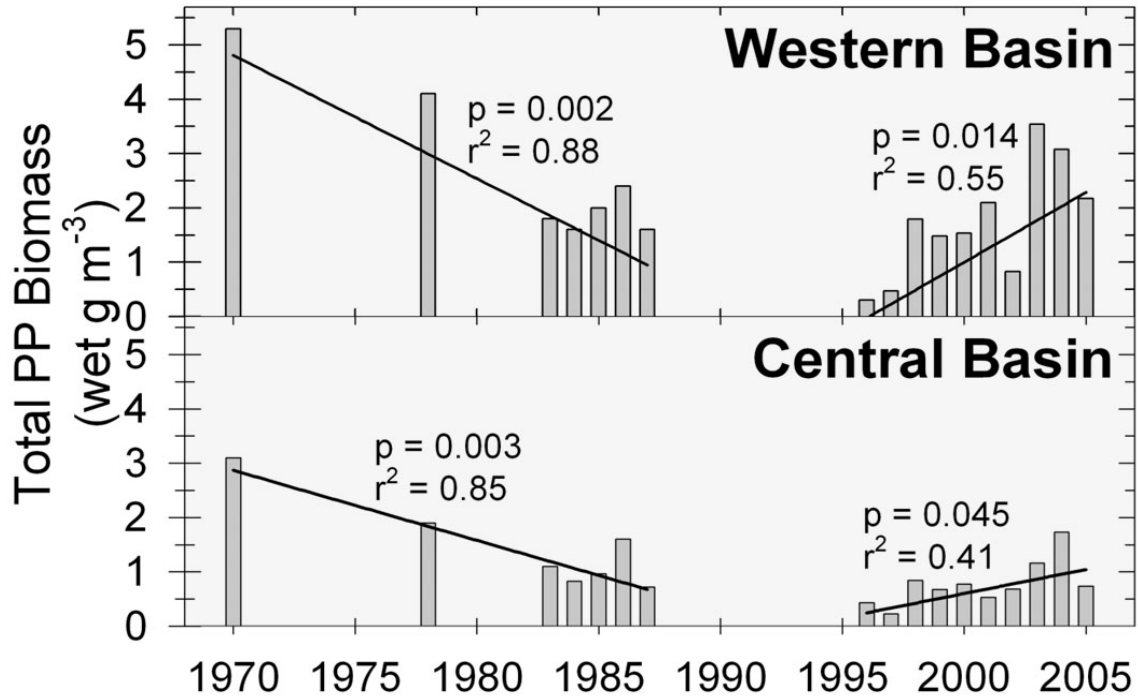 Total PP Biomass
(wet g m⁻³)
Western Basin
5
4
3
2
1
0
p = 0.002
r² = 0.88
p = 0.014
r² = 0.55
Central Basin
5
4
3
2
1
0
p = 0.003
r² = 0.85
p = 0.045
r² = 0.41
1970 1975 1980 1985 1990 1995 2000 2005